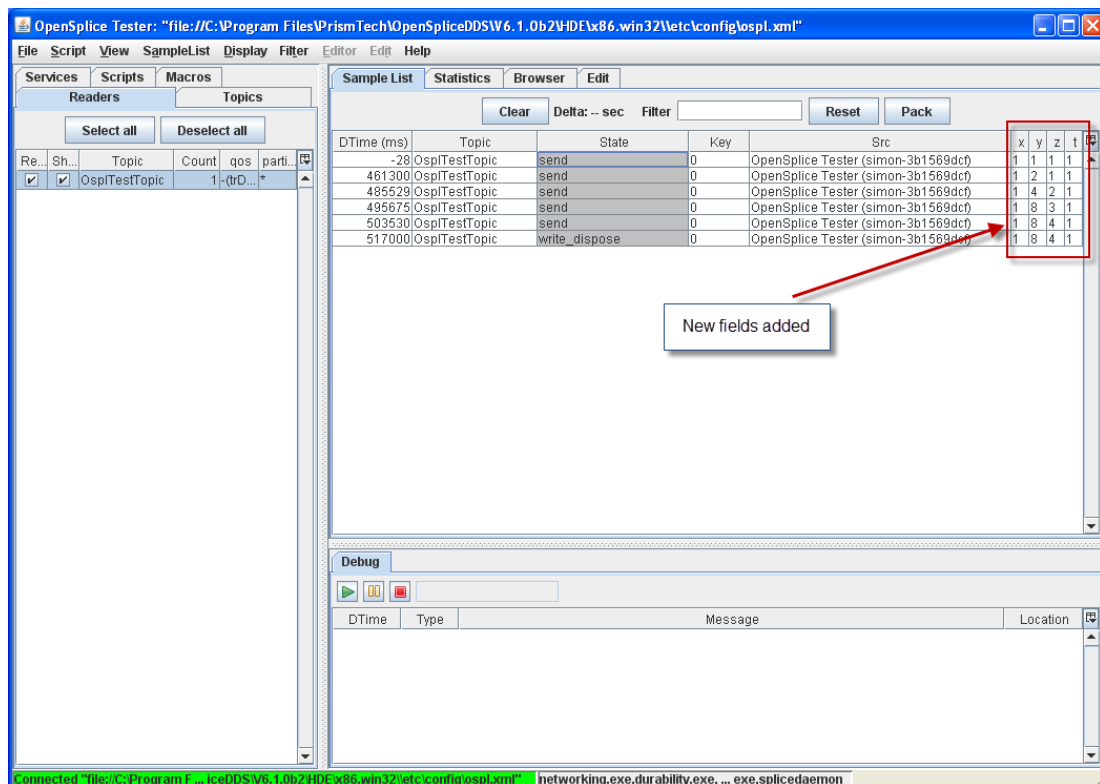 OpenSplice Tester: "file://C:\Program Files\PrismTech\OpenSpliceDDS\V6.1.0b2\HDE\x86.win32\\etc\config\ospl.xml"
File Script View SampleList Display Filter Editor Edit Help
Services Scripts Macros
Readers Topics
Select all Deselect all
Re... Sh... Topic Count qos parti...
OsplTestTopic 1 -(trD... *
Sample List Statistics Browser Edit
Clear Delta: -- sec Filter Reset Pack
DTime (ms) Topic State Key Src x y z t
-28 OsplTestTopic send 0 OpenSplice Tester (simon-3b1569dcf) 1 1 1 1
461300 OsplTestTopic send 0 OpenSplice Tester (simon-3b1569dcf) 1 2 1 1
485529 OsplTestTopic send 0 OpenSplice Tester (simon-3b1569dcf) 1 4 2 1
495675 OsplTestTopic send 0 OpenSplice Tester (simon-3b1569dcf) 1 8 3 1
503530 OsplTestTopic send 0 OpenSplice Tester (simon-3b1569dcf) 1 8 4 1
517000 OsplTestTopic write_dispose 0 OpenSplice Tester (simon-3b1569dcf) 1 8 4 1
New fields added
Debug
DTime Type Message Location
Connected "file://C:\Program F ... iceDDS\V6.1.0b2\HDE\x86.win32\\etc\config\ospl.xml" networking.exe,durability.exe, ... exe,splicedaemon